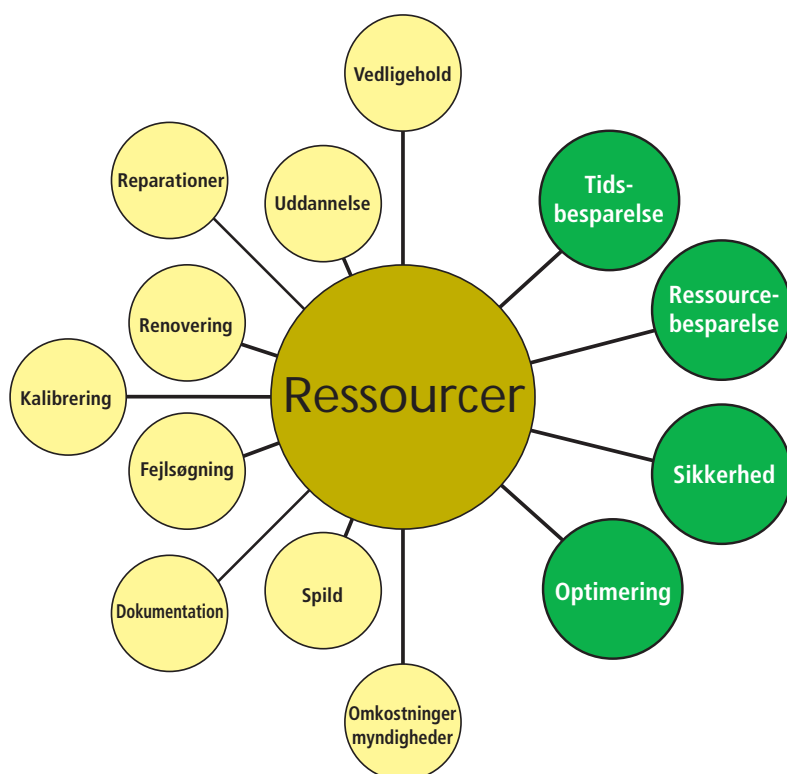 Vedligehold
Reparationer
Uddannelse
Tids-
besparelse
Renovering
Ressource-
besparelse
Kalibrering
Ressourcer
Fejlsøgning
Sikkerhed
Dokumentation
Spild
Optimering
Omkostninger
myndigheder